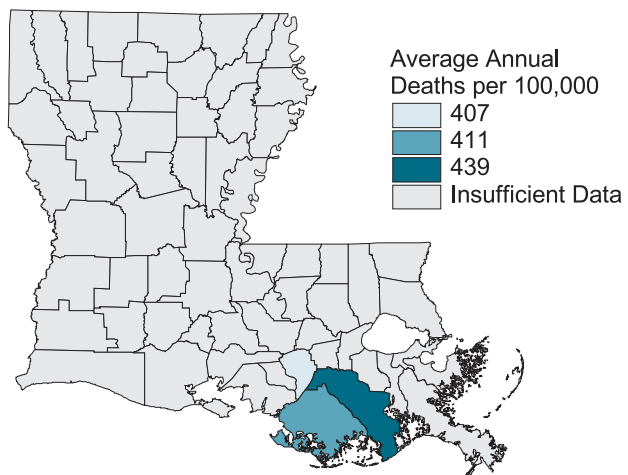 Average Annual
Deaths per 100,000
407
411
439
Insufficient Data